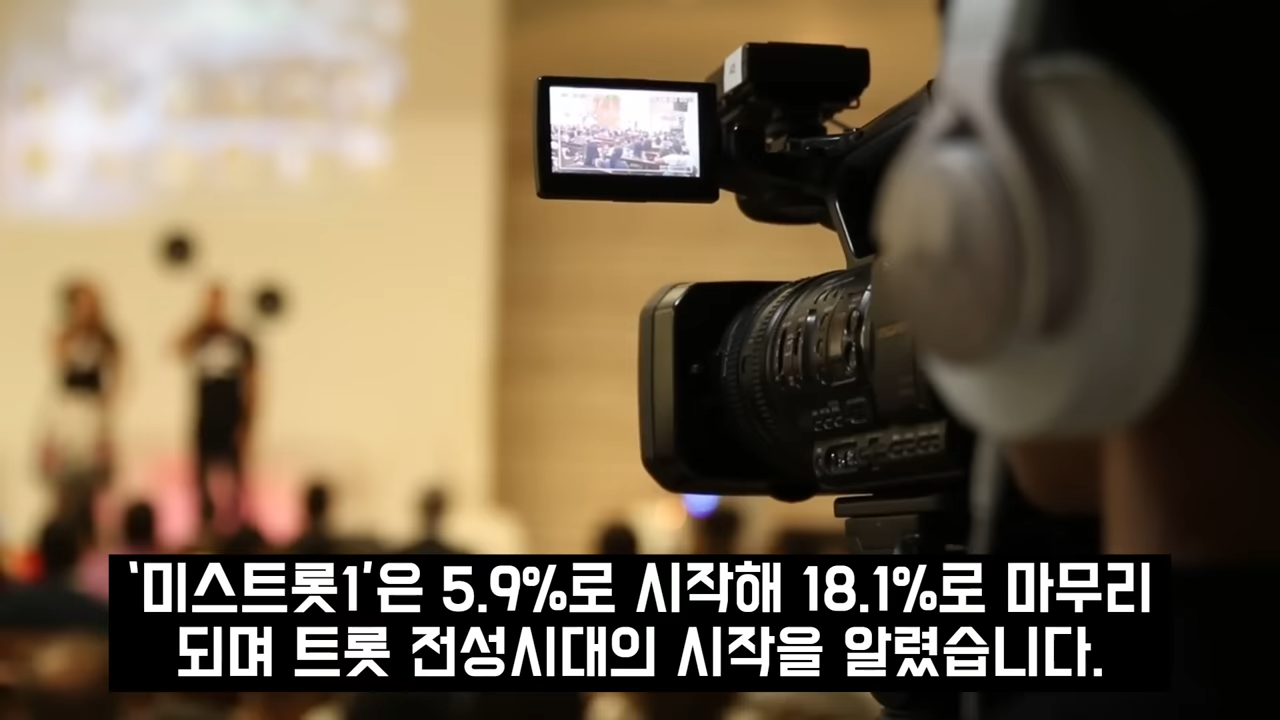 ‘미스트롯1’은 5.9%로 시작해 18.1%로 마무리
되며 트롯 전성시대의 시작을 알렸습니다.